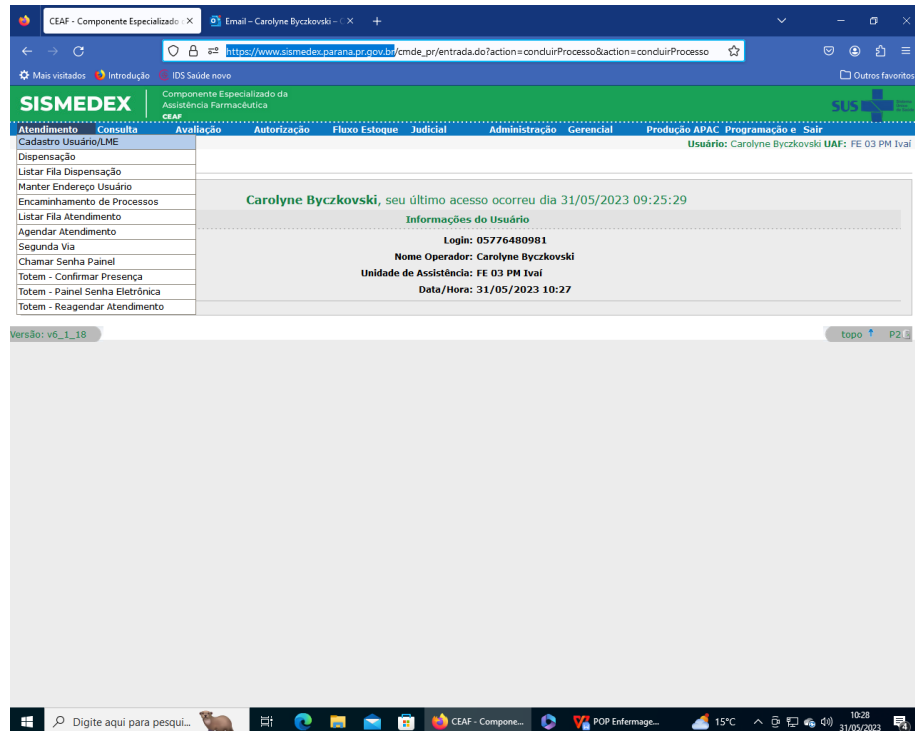 CEAF - Componente Especializado d
Email – Carolyne Byczkovski – O
https://www.sismedex.parana.pr.gov.br/cmde_pr/entrada.do?action=concluirProcesso&action=concluirProcesso
Mais visitados Introdução IDS Saúde novo Outros favoritos
SISMEDEX
Componente Especializado da
Assistência Farmacêutica
CEAF
SUS
Atendimento Consulta Avaliação Autorização Fluxo Estoque Judicial Administração Gerencial Produção APAC Programação e Sair
Usuário: Carolyne Byczkovski UAF: FE 03 PM Ivaí
Cadastro Usuário/LME
Dispensação
Listar Fila Dispensação
Manter Endereço Usuário
Encaminhamento de Processos
Listar Fila Atendimento
Agendar Atendimento
Segunda Via
Chamar Senha Painel
Totem - Confirmar Presença
Totem - Painel Senha Eletrônica
Totem - Reagendar Atendimento
Carolyne Byczkovski, seu último acesso ocorreu dia 31/05/2023 09:25:29
Informações do Usuário
Login: 05776480981
Nome Operador: Carolyne Byczkovski
Unidade de Assistência: FE 03 PM Ivaí
Data/Hora: 31/05/2023 10:27
Versão: v6_1_18 topo P2
Digite aqui para pesqui... CEAF - Compone... POP Enfermage... 15°C 10:28
31/05/2023